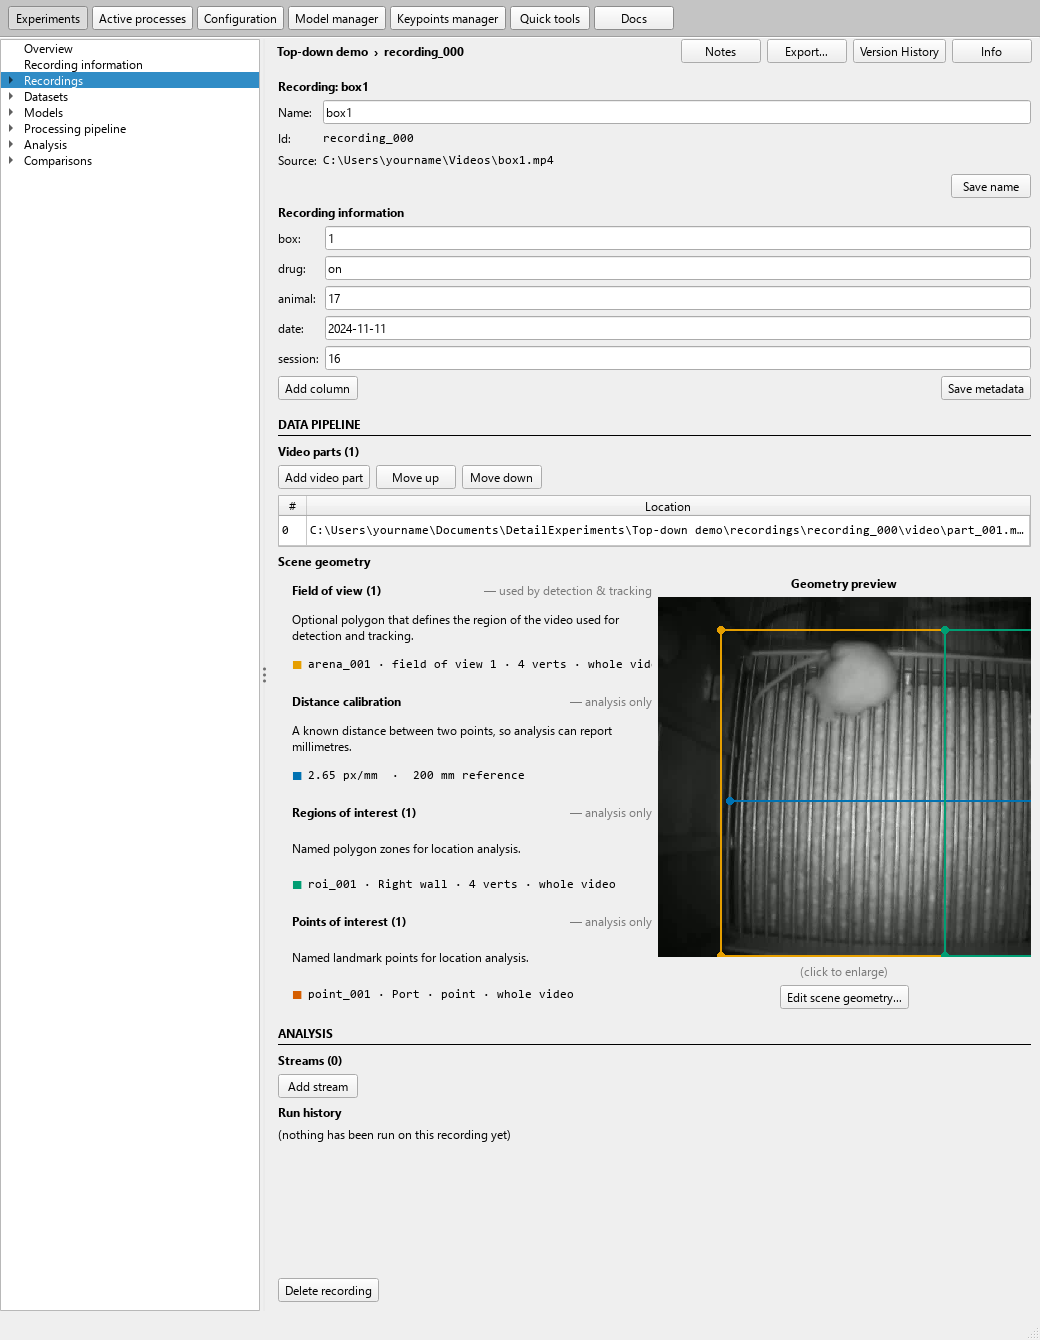 Experiments Active processes Configuration Model manager Keypoints manager Quick tools Docs
Overview
Recording information
Recordings
Datasets
Models
Processing pipeline
Analysis
Comparisons
Top-down demo › recording_000
Notes Export... Version History Info
Recording: box1
Name: box1
Id: recording_000
Source: C:\Users\yourname\Videos\box1.mp4
Save name
Recording information
box: 1
drug: on
animal: 17
date: 2024-11-11
session: 16
Add column Save metadata
DATA PIPELINE
Video parts (1)
Add video part Move up Move down
# Location
0 C:\Users\yourname\Documents\DetailExperiments\Top-down demo\recordings\recording_000\video\part_001.m…
Scene geometry
Field of view (1) — used by detection & tracking
Optional polygon that defines the region of the video used for
detection and tracking.
arena_001 · field of view 1 · 4 verts · whole vid
Distance calibration — analysis only
A known distance between two points, so analysis can report
millimetres.
2.65 px/mm · 200 mm reference
Regions of interest (1) — analysis only
Named polygon zones for location analysis.
roi_001 · Right wall · 4 verts · whole video
Points of interest (1) — analysis only
Named landmark points for location analysis.
point_001 · Port · point · whole video
Geometry preview
(click to enlarge)
Edit scene geometry...
ANALYSIS
Streams (0)
Add stream
Run history
(nothing has been run on this recording yet)
Delete recording